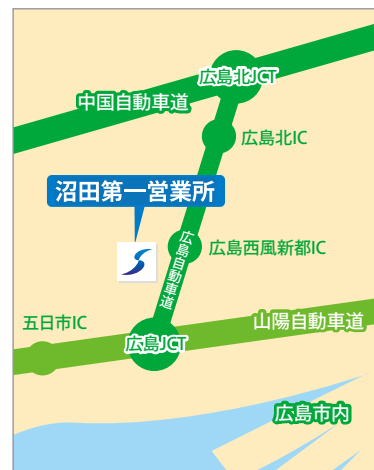 広島北JCT
中国自動車道
広島北IC
沼田第一営業所
広島自動車道
広島西風新都IC
五日市IC
山陽自動車道
広島JCT
広島市内